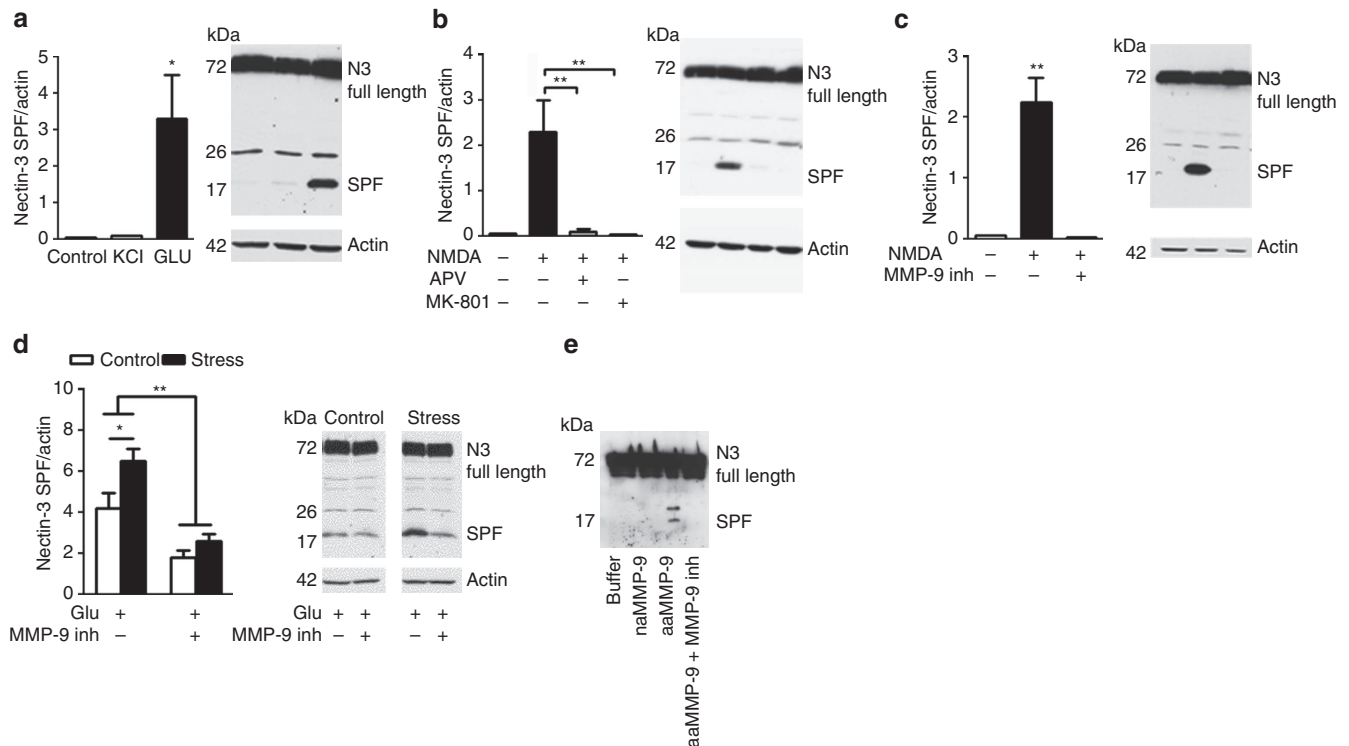 a
Nectin-3 SPF/actin
5
4
3
2
1
0
*
Control KCl GLU
kDa
72
26
17
42
N3
full length
SPF
Actin
b
Nectin-3 SPF/actin
4
3
2
1
0
**
**
NMDA – + + +
APV – – + –
MK-801 – – – +
kDa
72
26
17
42
N3
full length
SPF
Actin
c
Nectin-3 SPF/actin
3
2
1
0
**
NMDA – + +
MMP-9 inh – – +
kDa
72
26
17
42
N3
full length
SPF
Actin
d
Control Stress
Nectin-3 SPF/actin
10
8
6
4
2
0
**
*
Glu + +
MMP-9 inh – +
kDa Control Stress
72
26
17
42
N3
full length
SPF
Actin
Glu + + + +
MMP-9 inh – + – +
e
kDa
72
17
N3
full length
SPF
Buffer
naMMP-9
aaMMP-9
aaMMP-9 + MMP-9 inh